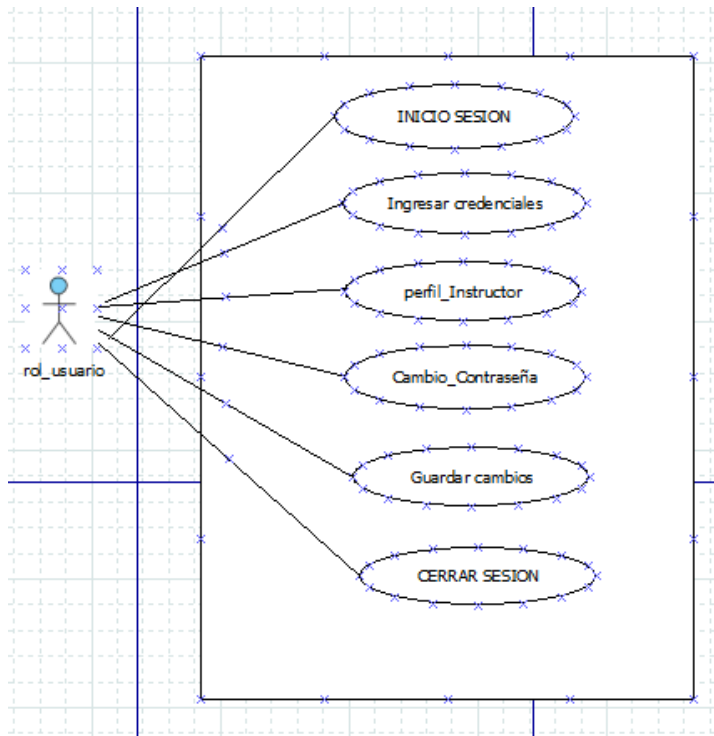 INICIO SESION
Ingresar credenciales
perfil_Instructor
rol_usuario
Cambio_Contraseña
Guardar cambios
CERRAR SESION